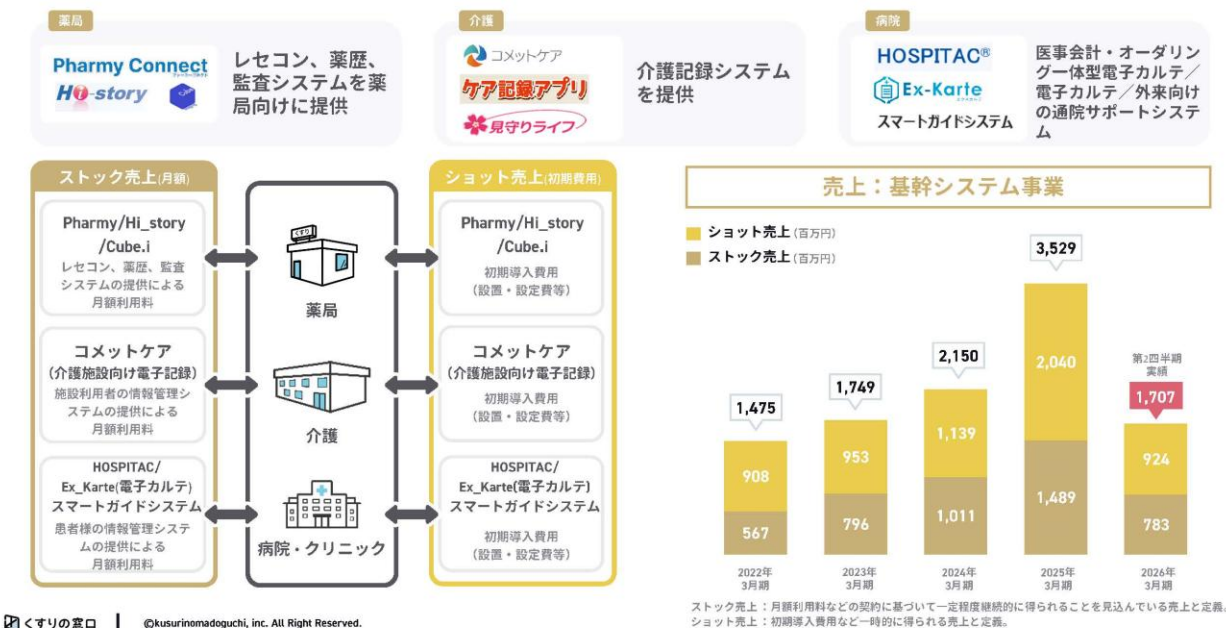 薬局
Pharmy Connect
Hi-story
レセコン、薬歴、
監査システムを薬
局向けに提供
介護
コメットケア
ケア記録アプリ
見守りライフ
介護記録システム
を提供
病院
HOSPITAC®
Ex-Karte
スマートガイドシステム
医事会計・オーダリン
グ一体型電子カルテ／
電子カルテ／外来向け
の通院サポートシステ
ム
ストック売上(月額)
Pharmy/Hi_story
/Cube.i
レセコン、薬歴、監査
システムの提供による
月額利用料
コメットケア
(介護施設向け電子記録)
施設利用者の情報管理シ
ステムの提供による
月額利用料
HOSPITAC/
Ex_Karte(電子カルテ)
スマートガイドシステム
患者様の情報管理システ
ムの提供による
月額利用料
くすり
薬局
介護
病院・クリニック
ショット売上(初期費用)
Pharmy/Hi_story
/Cube.i
初期導入費用
(設置・設定費等)
コメットケア
(介護施設向け電子記録)
初期導入費用
(設置・設定費等)
HOSPITAC/
Ex_Karte(電子カルテ)
スマートガイドシステム
初期導入費用
(設置・設定費等)
売上：基幹システム事業
ショット売上(百万円)
ストック売上(百万円)
1,475
908
567
2022年
3月期
1,749
953
796
2023年
3月期
2,150
1,139
1,011
2024年
3月期
3,529
2,040
1,489
2025年
3月期
第2四半期
実績
1,707
924
783
2026年
3月期
ストック売上：月額利用料などの契約に基づいて一定程度継続的に得られることを見込んでいる売上と定義。
ショット売上：初期導入費用など一時的に得られる売上と定義。
くすりの窓口
©kusurinomadoguchi, inc. All Right Reserved.